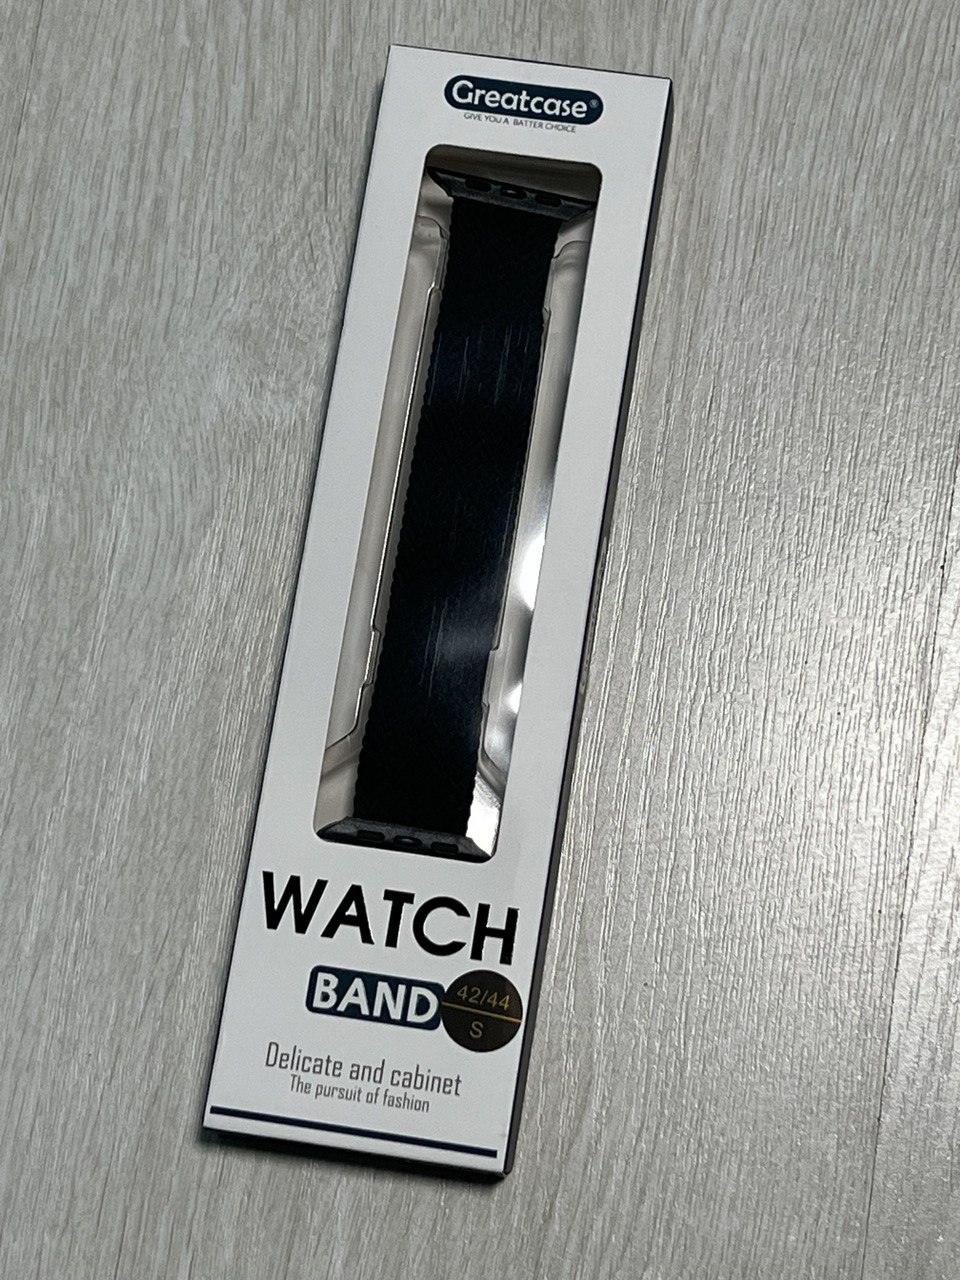 Greatcase®
GIVE YOU A BATTER CHOICE
WATCH
BAND
42/44
S
Delicate and cabinet
The pursuit of fashion